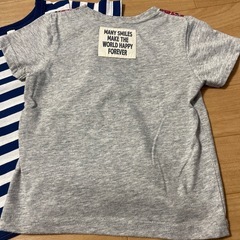 MANY SMILES
MAKE THE
WORLD HAPPY
FOREVER